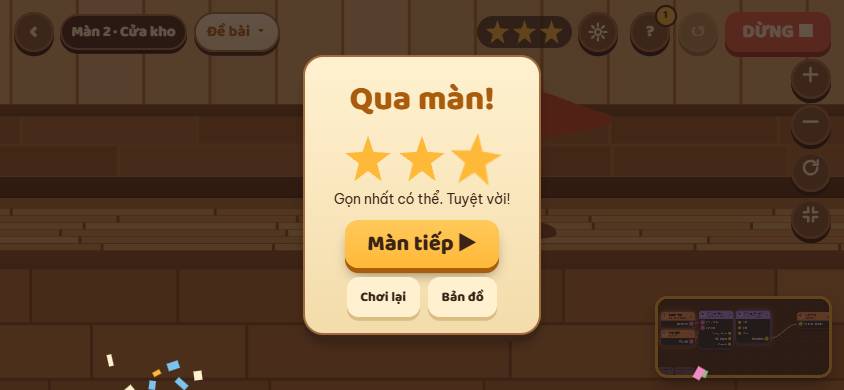 Màn 2 · Cửa kho
Đề bài
?
1
DỪNG
Qua màn!
Gọn nhất có thể. Tuyệt vời!
Màn tiếp
Chơi lại
Bản đồ